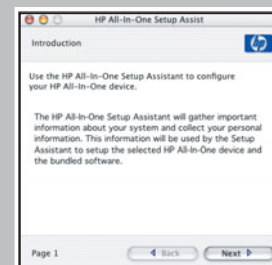 HP All-In-One Setup Assist
Introduction
hp
Use the HP All-In-One Setup Assistant to configure
your HP All-In-One device.
The HP All-In-One Setup Assistant will gather important
information about your system and collect your personal
information. This information will be used by the Setup
Assistant to setup the selected HP All-In-One device and
the bundled software.
Page 1
Back
Next